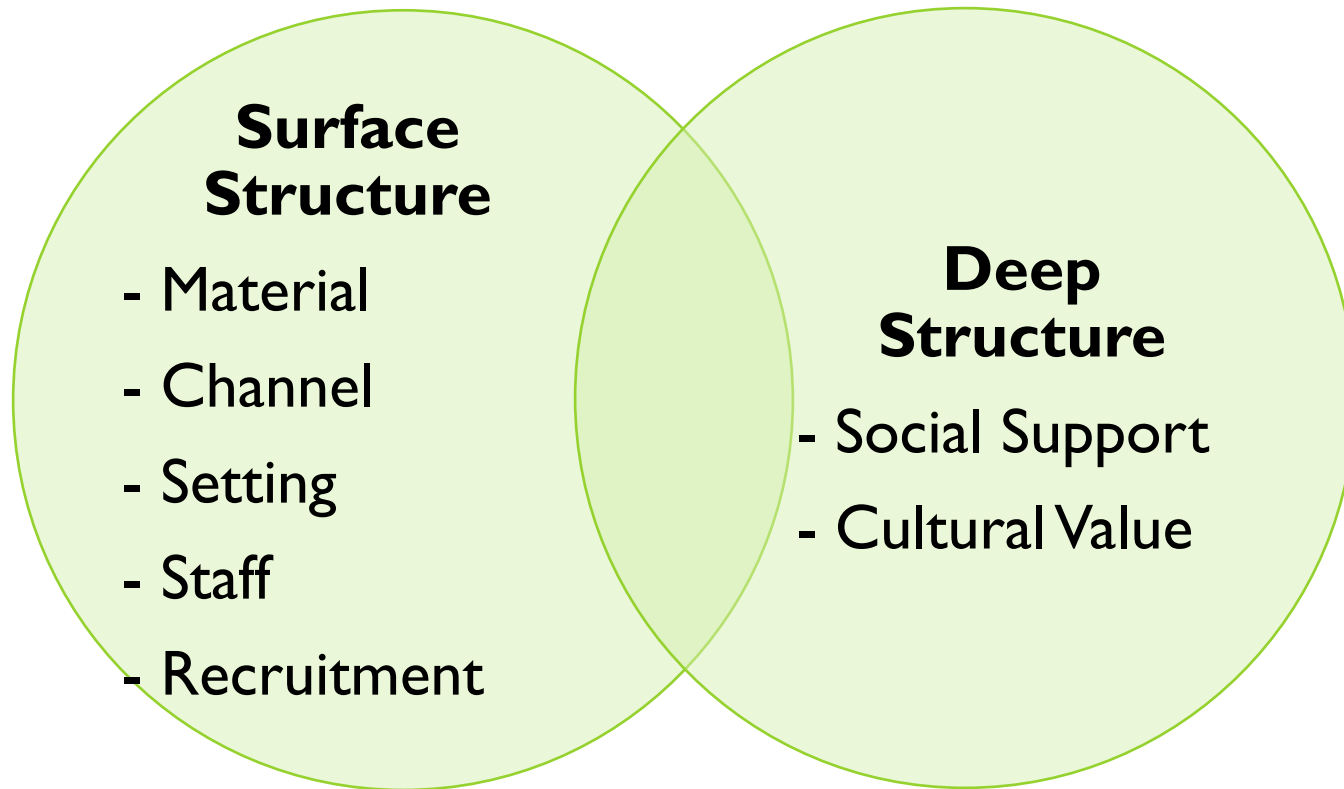 Surface
Structure
- Material
- Channel
- Setting
- Staff
- Recruitment
Deep
Structure
- Social Support
- Cultural Value